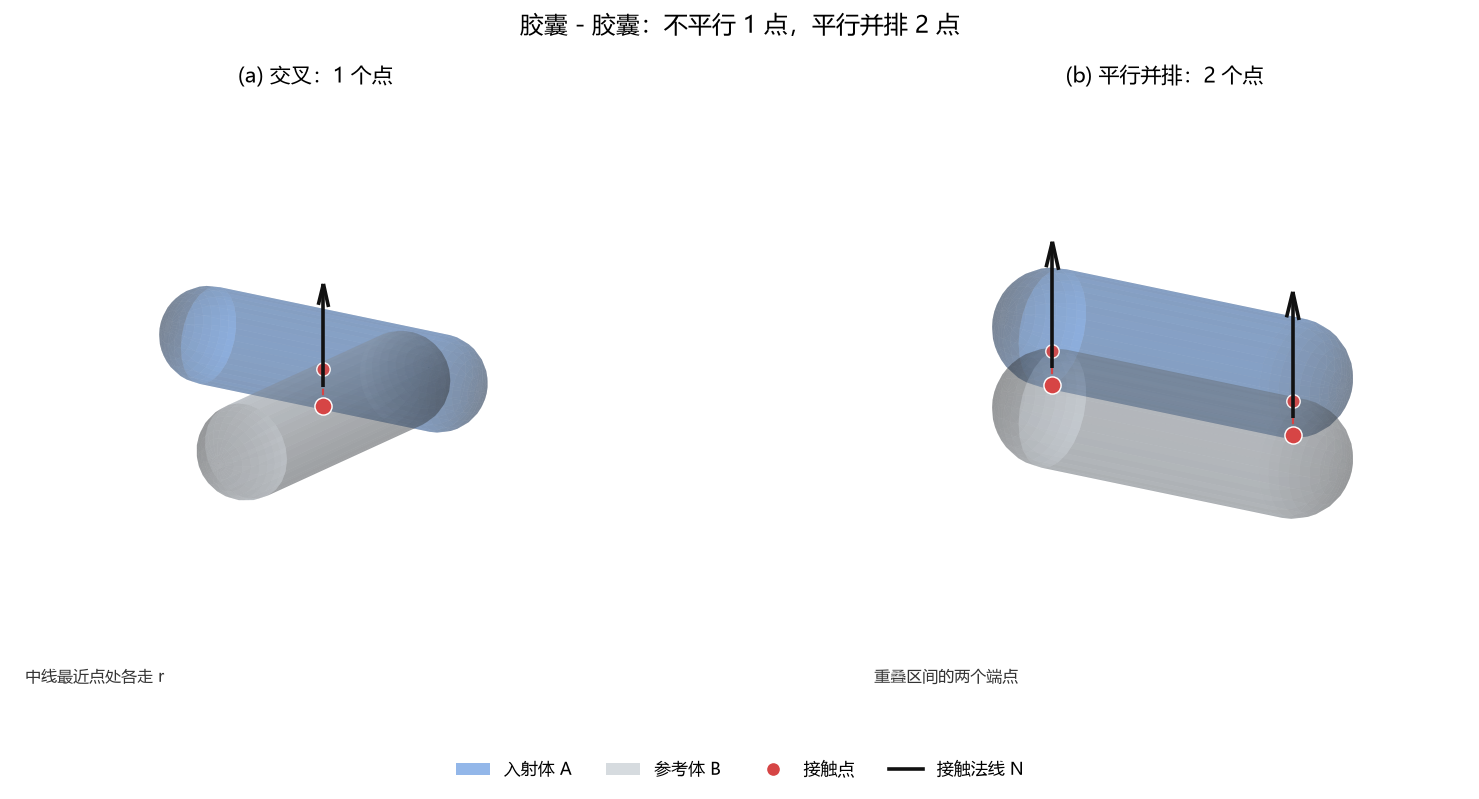 胶囊 - 胶囊：不平行 1 点，平行并排 2 点
(a) 交叉：1 个点
(b) 平行并排：2 个点
中线最近点处各走 r
重叠区间的两个端点
入射体 A
参考体 B
接触点
接触法线 N